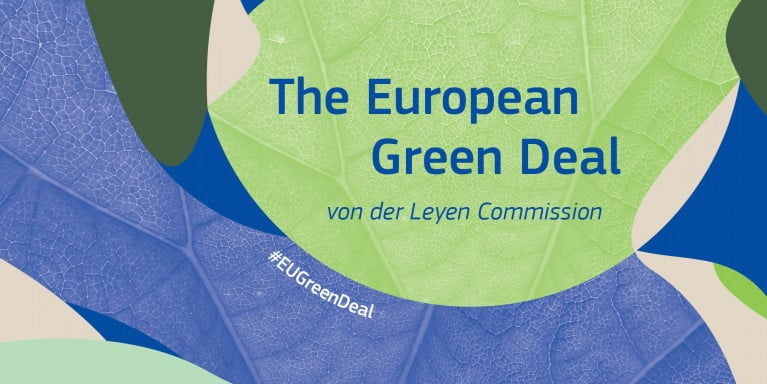 The European
Green Deal
von der Leyen Commission
#EUGreenDeal